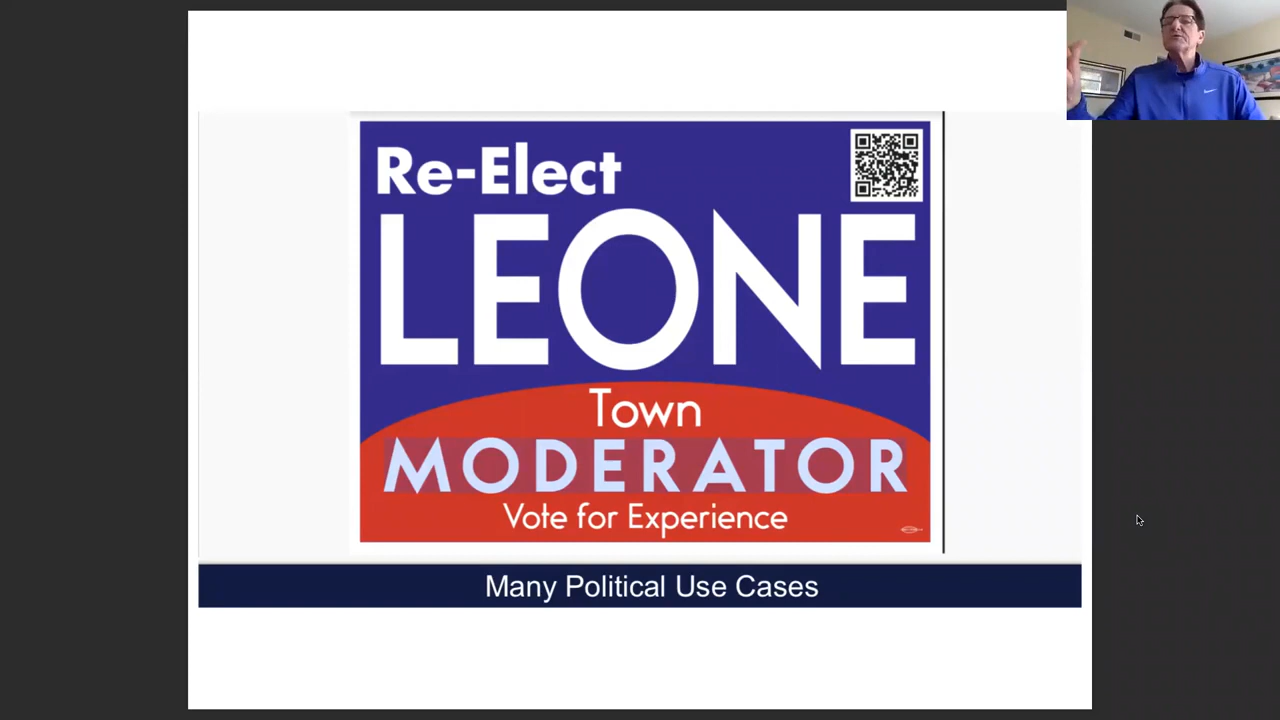 Re-Elect
LEONE
Town
MODERATOR
Vote for Experience
Many Political Use Cases